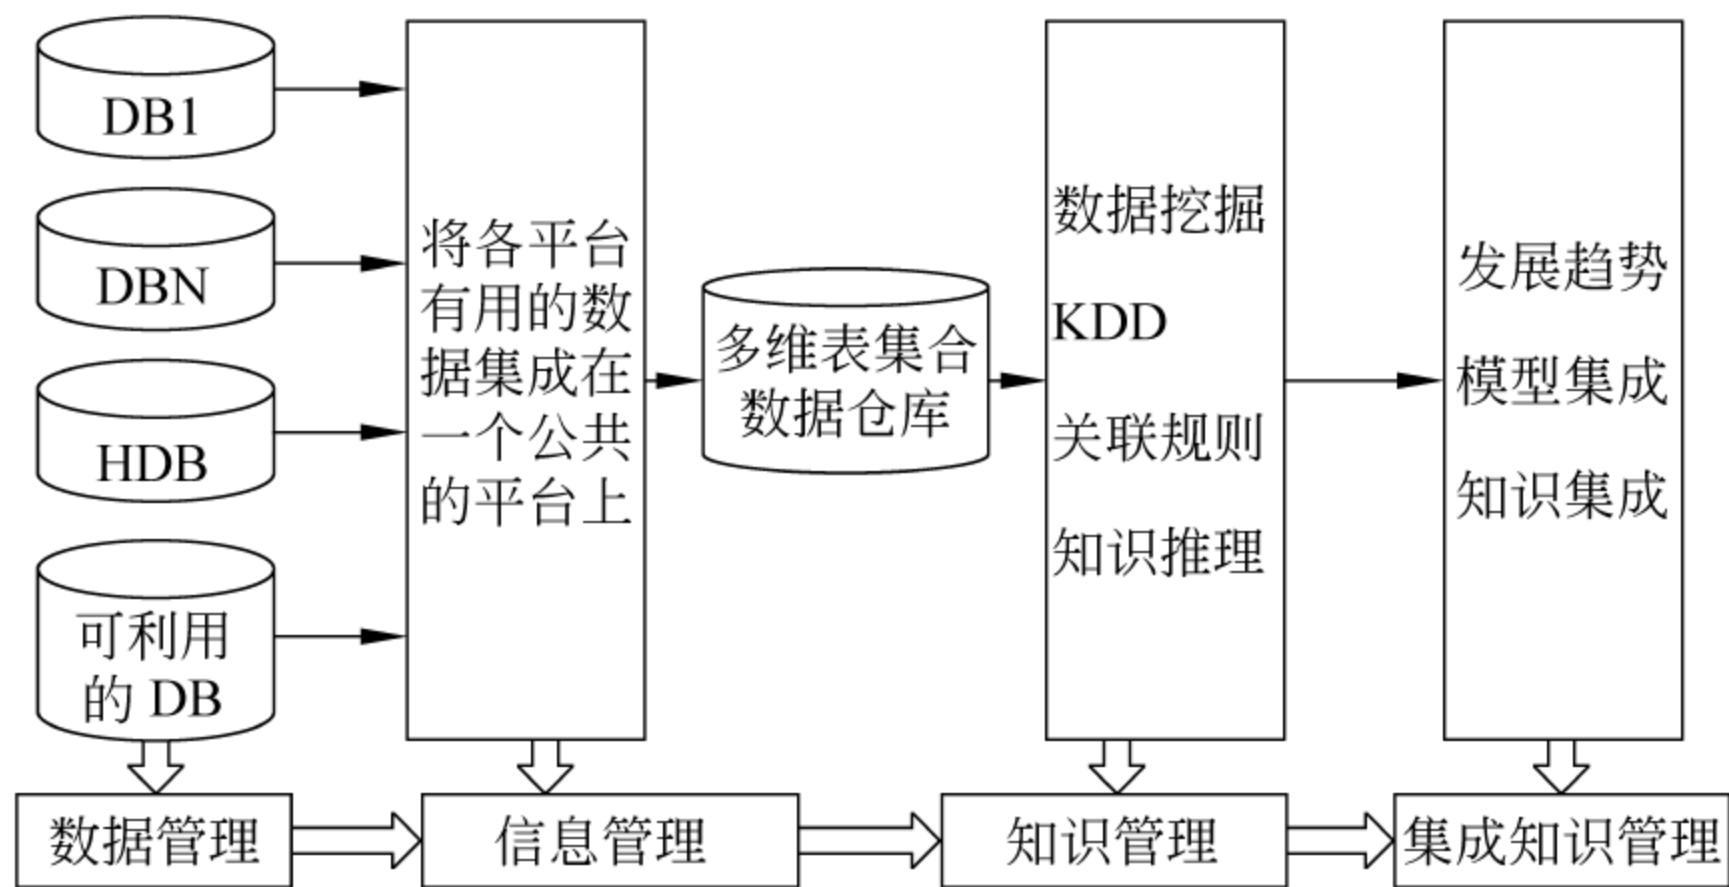 DB1
DBN
HDB
可利用
的 DB
将各平台
有用的数
据集成在
一个公共
的平台上
多维表集合
数据仓库
数据挖掘
KDD
关联规则
知识推理
发展趋势
模型集成
知识集成
数据管理
信息管理
知识管理
集成知识管理